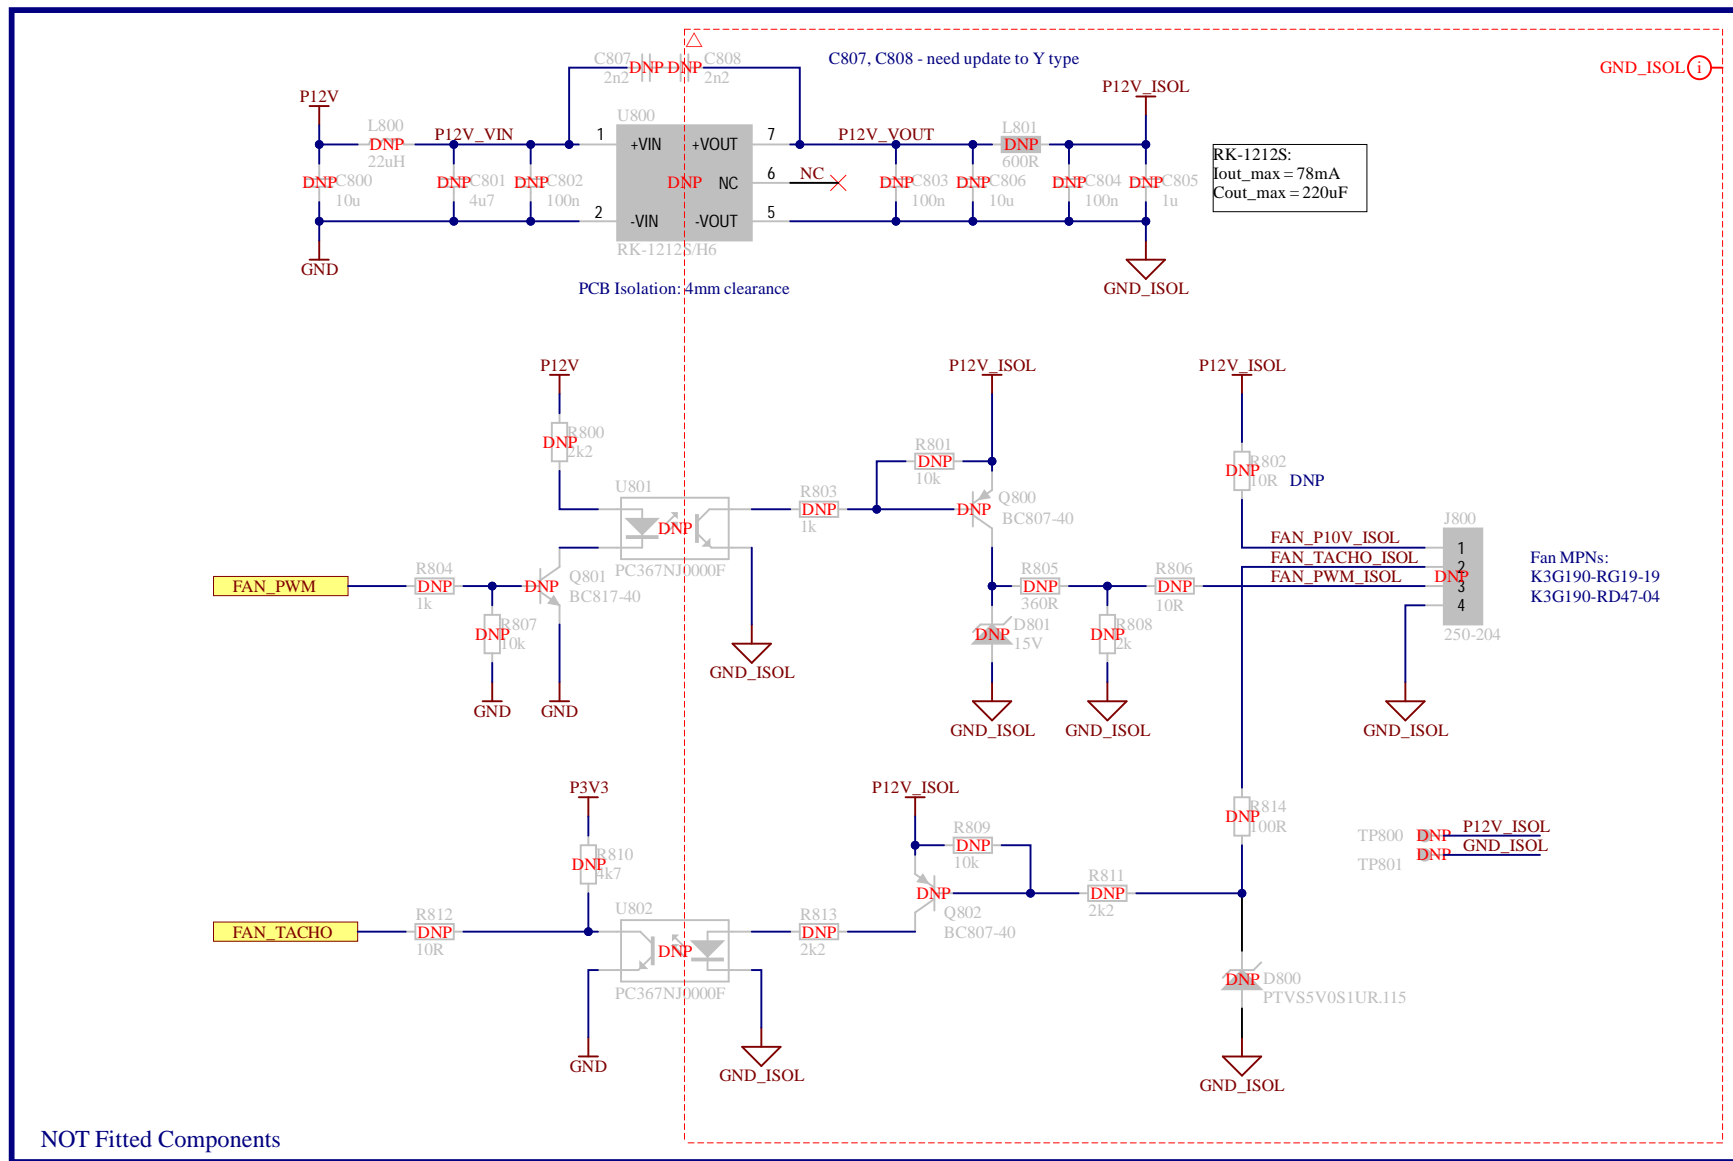 C807 DNP DNP C808
2n2 2n2
C807, C808 - need update to Y type
GND_ISOL i
P12V
P12V_ISOL
U800
L800
DNP
22uH
P12V_VIN
1 +VIN +VOUT 7
P12V_VOUT
L801
DNP
600R
DNP NC 6 NC
2 -VIN -VOUT 5
RK-1212S/H6
DNP C800
10u
DNP C801
4u7
DNP C802
100n
DNP C803
100n
DNP C806
10u
DNP C804
100n
DNP C805
1u
RK-1212S:
Iout_max = 78mA
Cout_max = 220uF
GND
GND_ISOL
PCB Isolation: 4mm clearance
P12V
P12V_ISOL
P12V_ISOL
R800
DNP
2k2
U801
DNP
PC367NJ0000F
R803
DNP
1k
R801
DNP
10k
Q800
DNP
BC807-40
R802
DNP
10R
DNP
J800
FAN_P10V_ISOL 1
FAN_TACHO_ISOL 2
FAN_PWM_ISOL DNP 3
4
250-204
Fan MPNs:
K3G190-RG19-19
K3G190-RD47-04
FAN_PWM
R804
DNP
1k
DNP
Q801
BC817-40
R807
DNP
10k
R805
DNP
360R
R806
DNP
10R
D801
DNP
15V
R808
DNP
2k
GND
GND
GND_ISOL
GND_ISOL
GND_ISOL
GND_ISOL
P3V3
P12V_ISOL
R810
DNP
4k7
R809
DNP
10k
R814
DNP
100R
TP800 DNP P12V_ISOL
TP801 DNP GND_ISOL
FAN_TACHO
R812
DNP
10R
U802
DNP
PC367NJ0000F
R813
DNP
2k2
DNP
Q802
BC807-40
R811
DNP
2k2
DNP D800
PTVS5V0S1UR.115
GND
GND_ISOL
GND_ISOL
NOT Fitted Components